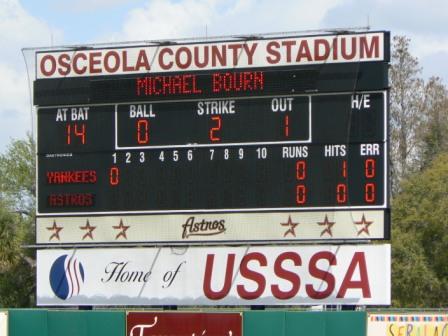 OSCEOLA COUNTY STADIUM
MICHAEL BOURN
AT BAT BALL STRIKE OUT H/E
14 0 2 1
1 2 3 4 5 6 7 8 9 10 RUNS HITS ERR
YANKEES 0 0 1 0
ASTROS 0 0 0
Astros
Home of USSSA